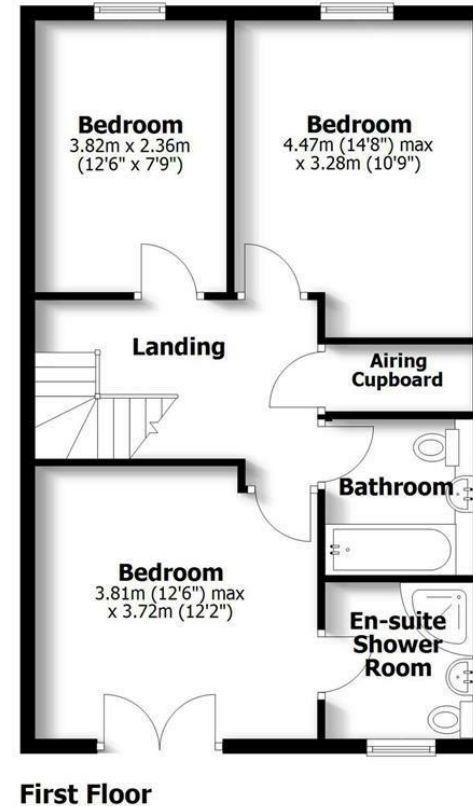 Bedroom
3.82m x 2.36m
(12'6" x 7'9")
Bedroom
4.47m (14'8") max
x 3.28m (10'9")
Landing
Airing
Cupboard
Bathroom
Bedroom
3.81m (12'6") max
x 3.72m (12'2")
En-suite
Shower
Room
First Floor